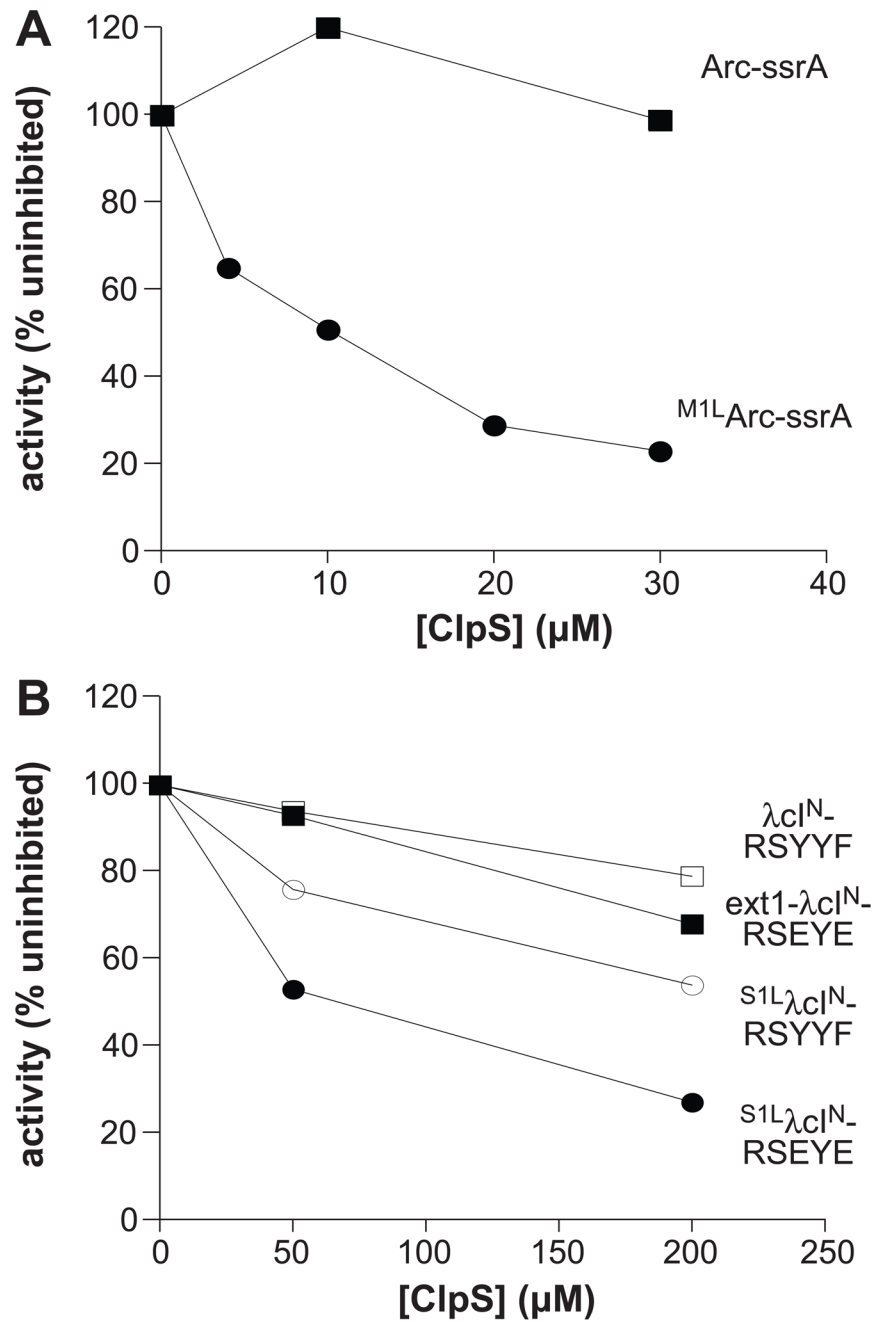 A
120
100
80
60
40
20
0
activity (% uninhibited)
Arc-ssrA
M1LArc-ssrA
0 10 20 30 40
[ClpS] (µM)
B
120
100
80
60
40
20
0
activity (% uninhibited)
λcIN-
RSYYF
ext1-λcIN-
RSEYE
S1LλcIN-
RSYYF
S1LλcIN-
RSEYE
0 50 100 150 200 250
[ClpS] (µM)